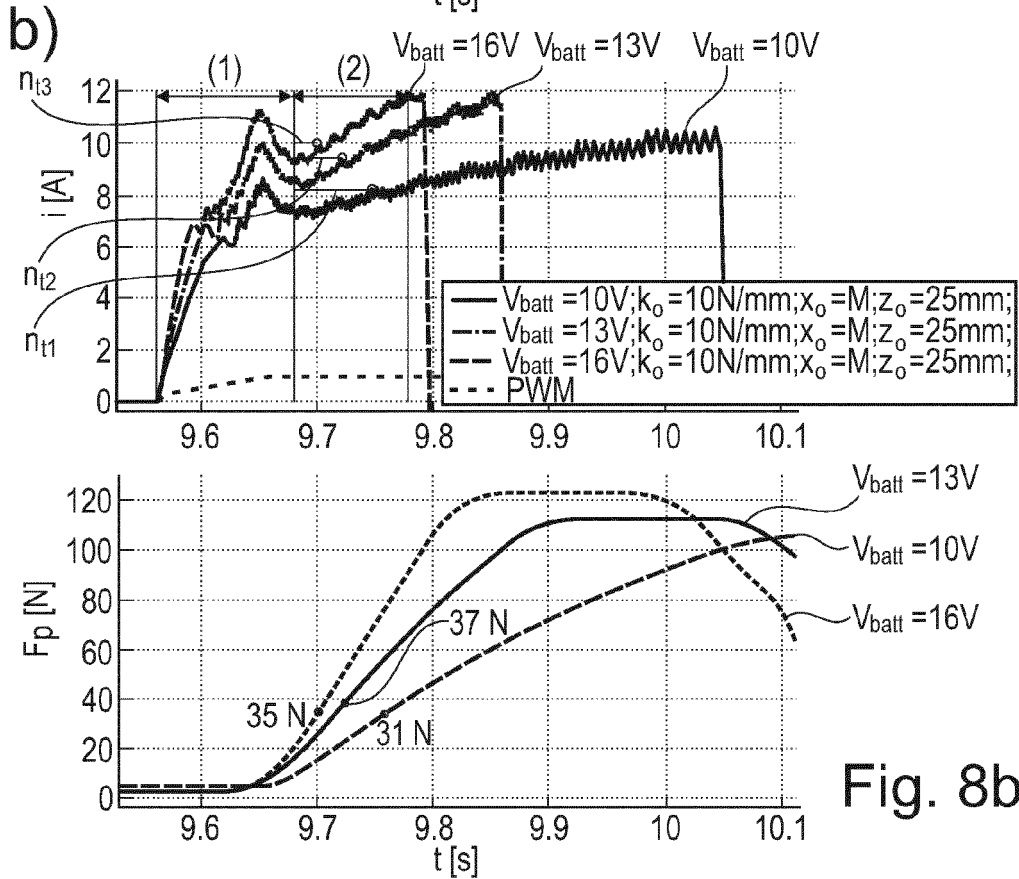 t [s]
b)
V_batt =16V V_batt =13V V_batt =10V
(1) (2)
n_t3
12
10
8
6
4
2
0
i [A]
n_t2
n_t1
V_batt =10V;k_o=10N/mm;x_o=M;z_o=25mm;
V_batt =13V;k_o=10N/mm;x_o=M;z_o=25mm;
V_batt =16V;k_o=10N/mm;x_o=M;z_o=25mm;
PWM
9.6 9.7 9.8 9.9 10 10.1
120
100
80
60
40
20
0
F_p [N]
V_batt =13V
V_batt =10V
V_batt =16V
37 N
35 N
31 N
9.6 9.7 9.8 9.9 10 10.1
t [s]
Fig. 8b